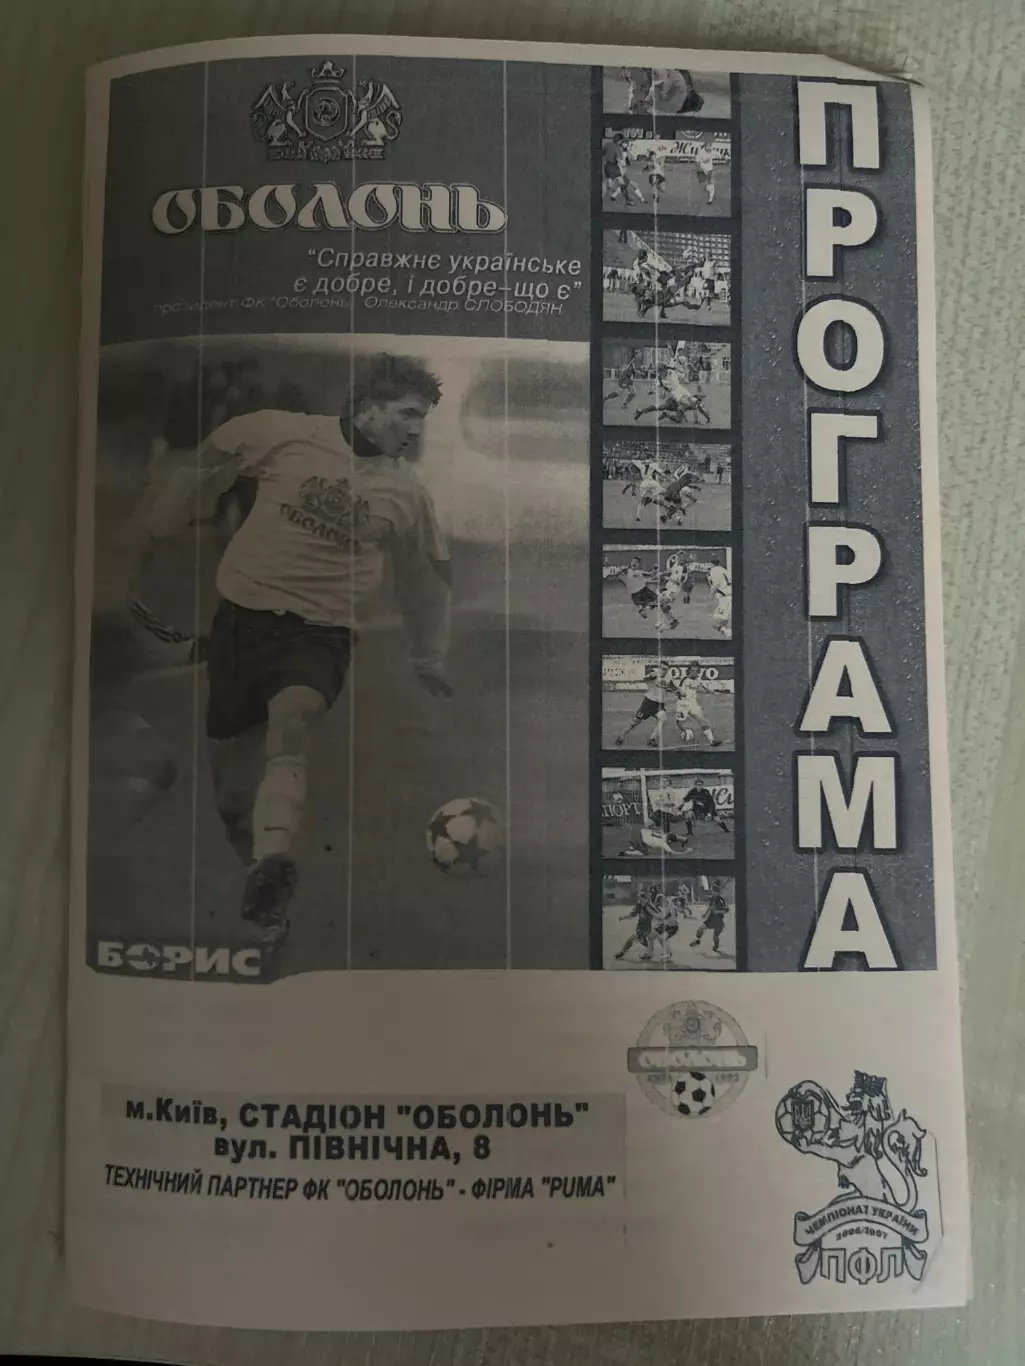 ОБОЛОНЬ
"Справжнє українське
є добре, і добре–що є"
президент ФК "Оболонь" Олександр СЛОБОДЯН
ПРОГРАМА
ОБОЛОНЬ
БОРИС
м.Київ, СТАДІОН "ОБОЛОНЬ"
вул. ПІВНІЧНА, 8
ТЕХНІЧНИЙ ПАРТНЕР ФК "ОБОЛОНЬ" - ФІРМА "PUMA"
ЧЕМПІОНАТ УКРАЇНИ
2006/2007
ПФЛ